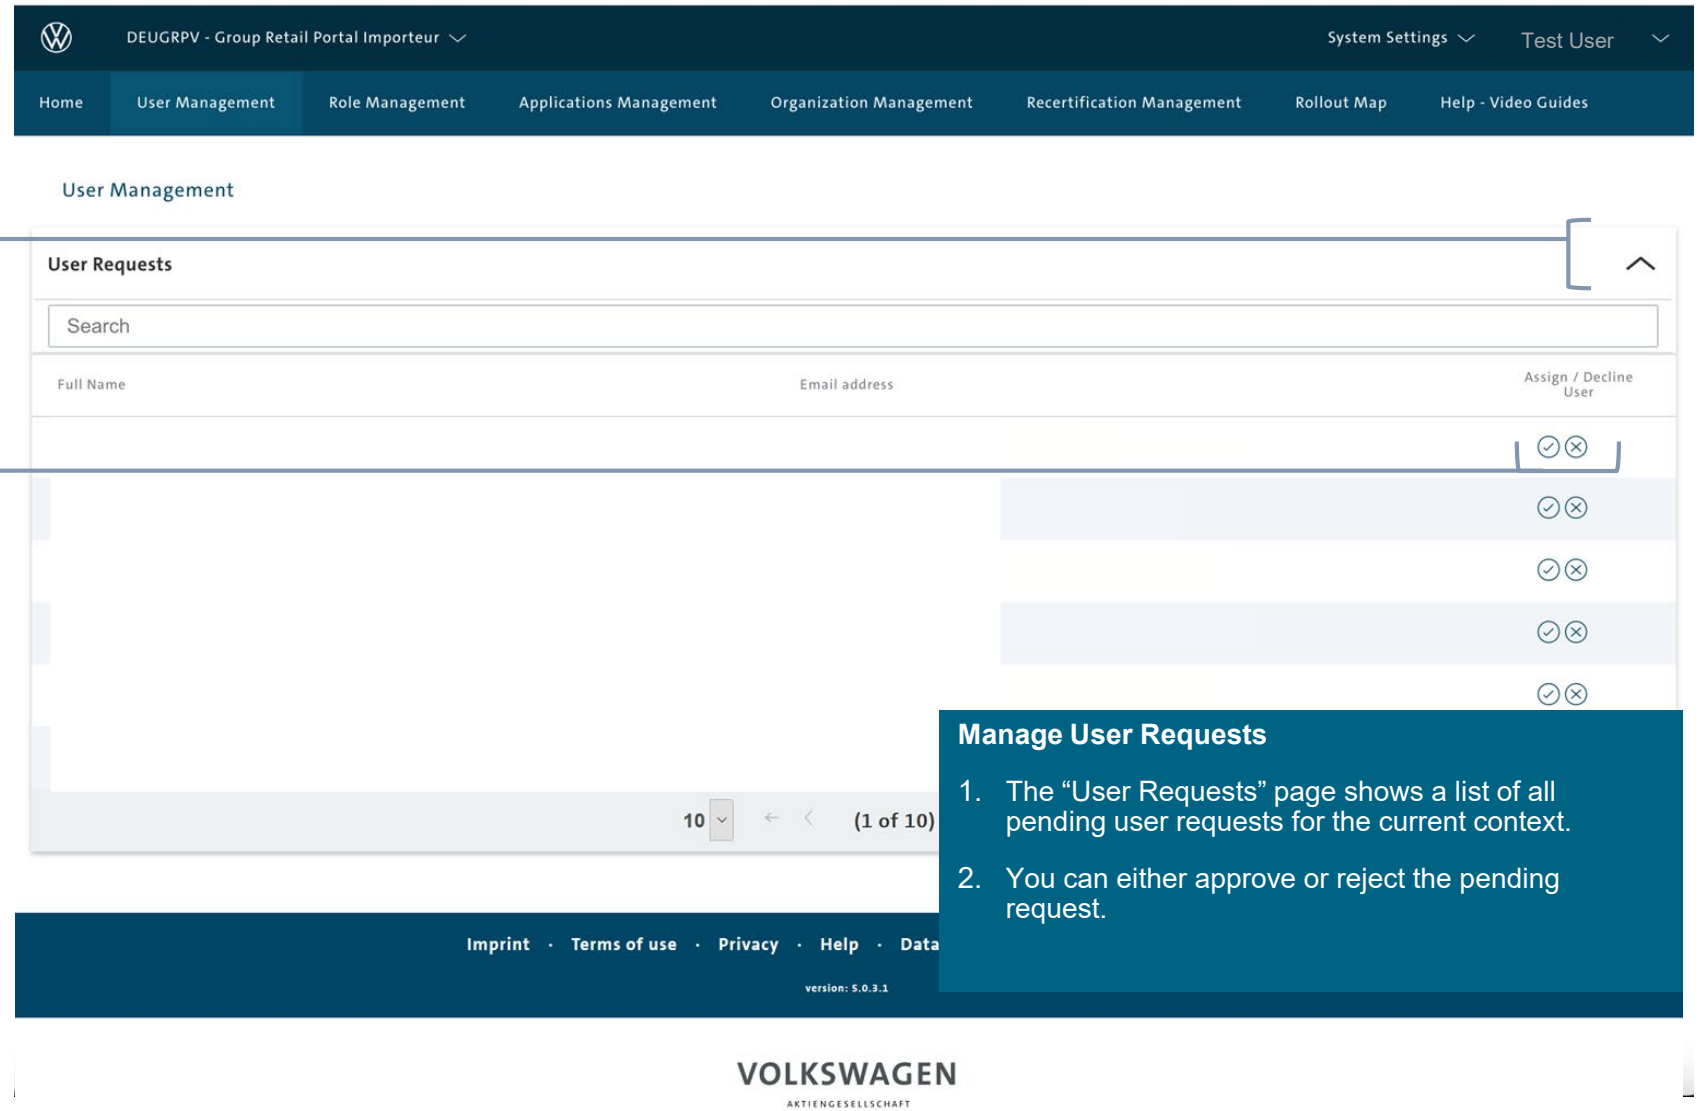 DEUGRPV - Group Retail Portal Importeur
System Settings
Test User
Home
User Management
Role Management
Applications Management
Organization Management
Recertification Management
Rollout Map
Help - Video Guides
User Management
User Requests
Search
Full Name
Email address
Assign / Decline
User
Manage User Requests
1. The “User Requests” page shows a list of all
pending user requests for the current context.
2. You can either approve or reject the pending
request.
10
(1 of 10)
Imprint · Terms of use · Privacy · Help · Data
version: 5.0.3.1
VOLKSWAGEN
AKTIENGESELLSCHAFT